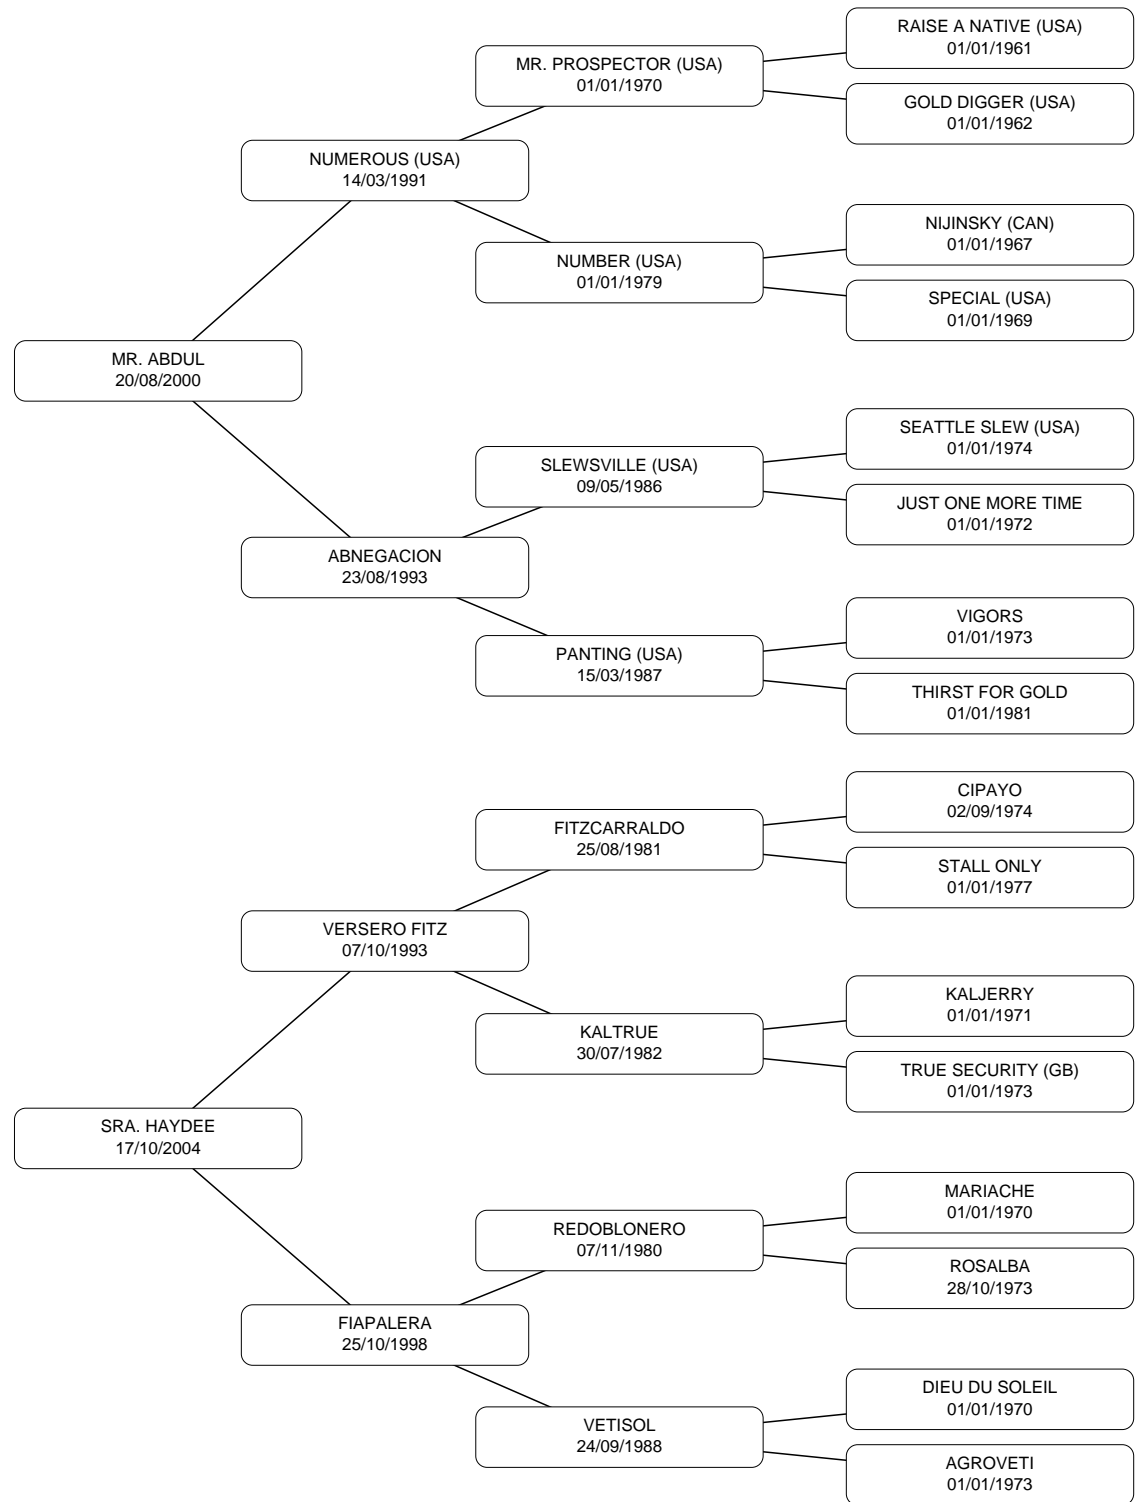 RAISE A NATIVE (USA)
01/01/1961
MR. PROSPECTOR (USA)
01/01/1970
GOLD DIGGER (USA)
01/01/1962
NUMEROUS (USA)
14/03/1991
NIJINSKY (CAN)
01/01/1967
NUMBER (USA)
01/01/1979
SPECIAL (USA)
01/01/1969
MR. ABDUL
20/08/2000
SEATTLE SLEW (USA)
01/01/1974
SLEWSVILLE (USA)
09/05/1986
JUST ONE MORE TIME
01/01/1972
ABNEGACION
23/08/1993
VIGORS
01/01/1973
PANTING (USA)
15/03/1987
THIRST FOR GOLD
01/01/1981
CIPAYO
02/09/1974
FITZCARRALDO
25/08/1981
STALL ONLY
01/01/1977
VERSERO FITZ
07/10/1993
KALJERRY
01/01/1971
KALTRUE
30/07/1982
TRUE SECURITY (GB)
01/01/1973
SRA. HAYDEE
17/10/2004
MARIACHE
01/01/1970
REDOBLONERO
07/11/1980
ROSALBA
28/10/1973
FIAPALERA
25/10/1998
DIEU DU SOLEIL
01/01/1970
VETISOL
24/09/1988
AGROVETI
01/01/1973